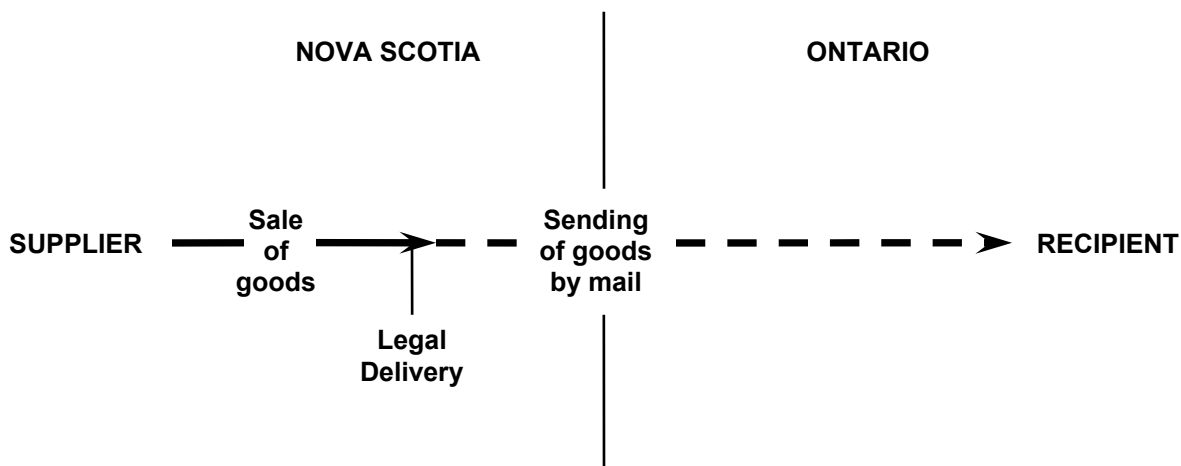 NOVA SCOTIA
ONTARIO
SUPPLIER
Sale
of
goods
Sending
of goods
by mail
RECIPIENT
Legal
Delivery